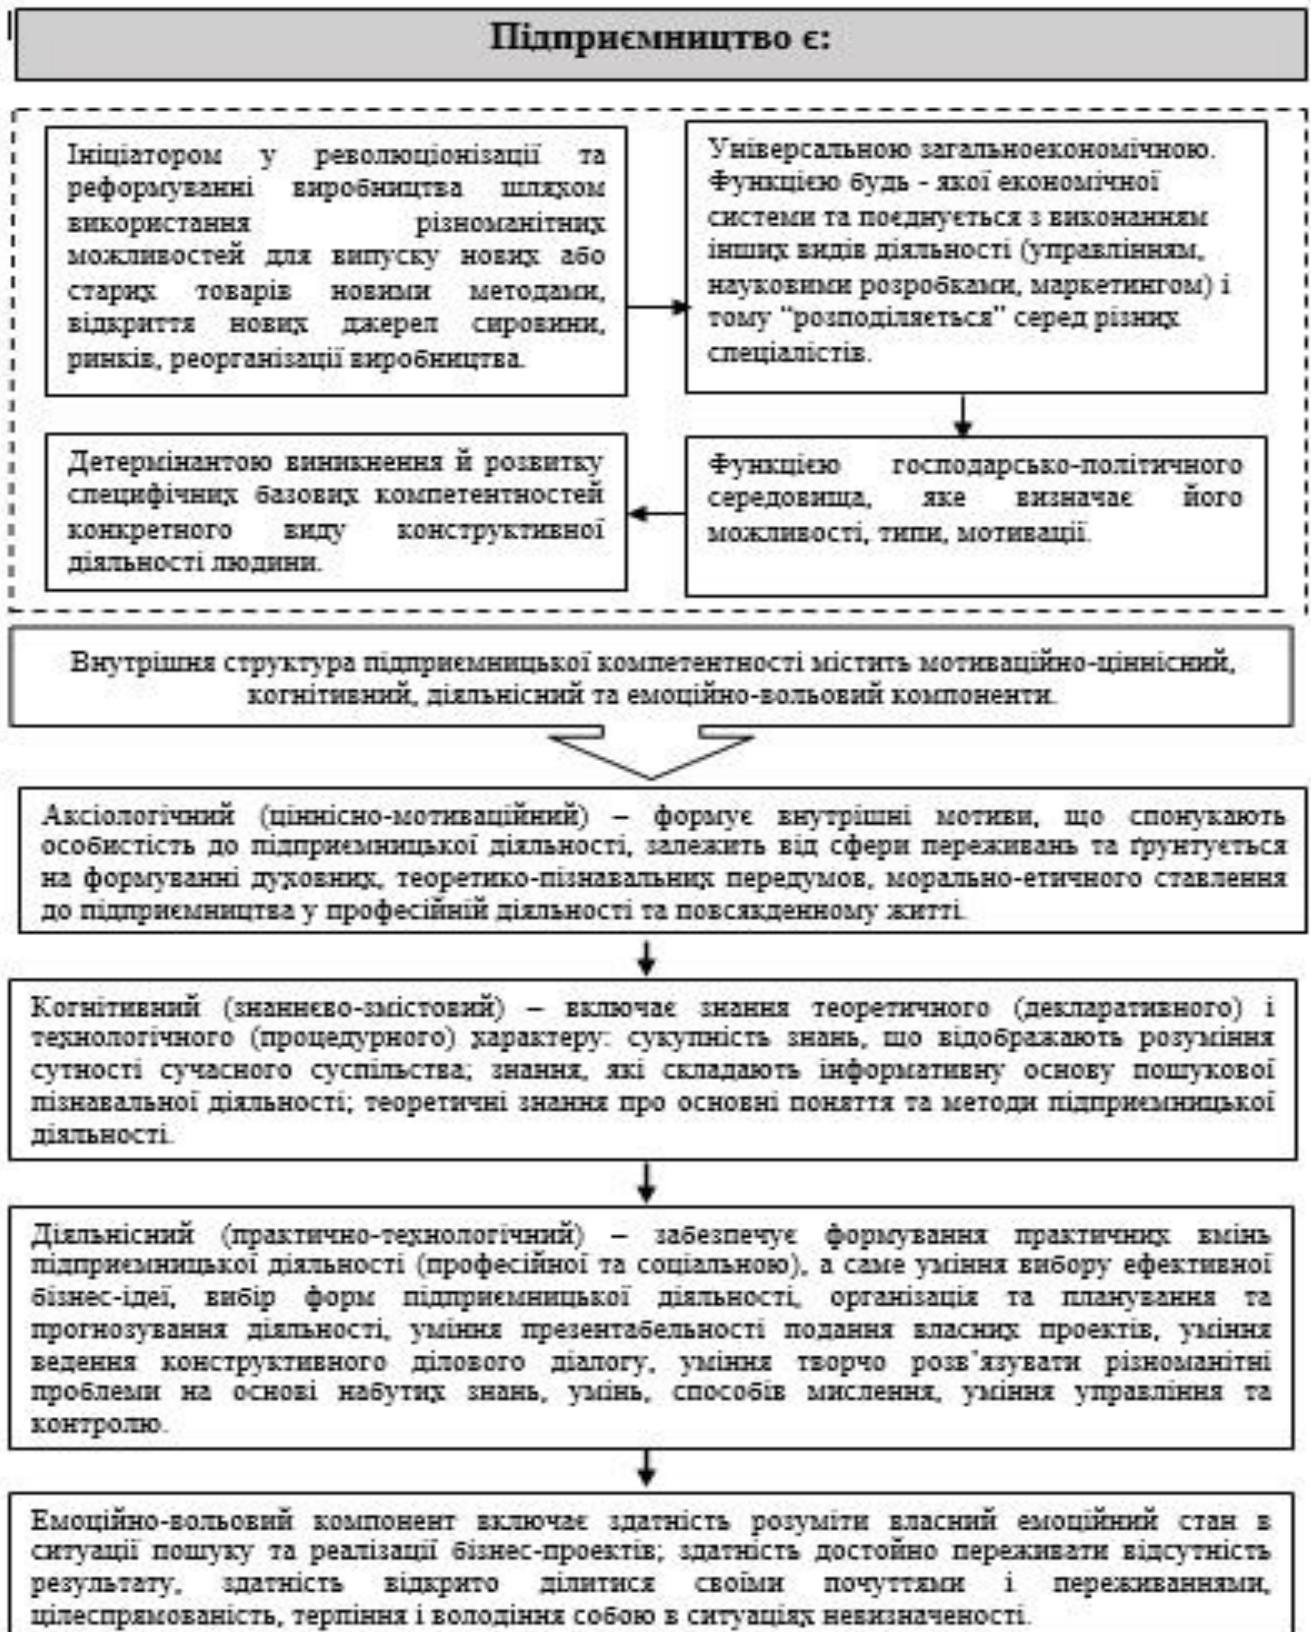 Підприємництво є:
Ініціатором у революціонізації та
реформуванні виробництва шляхом
використання різноманітних
можливостей для випуску нових або
старих товарів новими методами,
відкриття нових джерел сировини,
ринків, реорганізації виробництва.
Універсальною загальноекономічною.
Функцією будь - якої економічної
системи та поєднується з виконанням
інших видів діяльності (управлінням,
науковими розробками, маркетингом) і
тому “розподіляється” серед різних
спеціалістів.
Функцією господарсько-політичного
середовища, яке визначає його
можливості, типи, мотивації.
Детермінантою виникнення й розвитку
специфічних базових компетентностей
конкретного виду конструктивної
діяльності людини.
Внутрішня структура підприємницької компетентності містить мотиваційно-ціннісний,
когнітивний, діяльнісний та емоційно-вольовий компоненти.
Аксіологічний (ціннісно-мотиваційний) – формує внутрішні мотиви, що спонукають
особистість до підприємницької діяльності, залежить від сфери переживань та ґрунтується
на формуванні духовних, теоретико-пізнавальних передумов, морально-етичного ставлення
до підприємництва у професійній діяльності та повсякденному житті.
Когнітивний (знаннєво-змістовий) – включає знання теоретичного (декларативного) і
технологічного (процедурного) характеру: сукупність знань, що відображають розуміння
сутності сучасного суспільства; знання, які складають інформативну основу пошукової
пізнавальної діяльності; теоретичні знання про основні поняття та методи підприємницької
діяльності.
Діяльнісний (практично-технологічний) – забезпечує формування практичних вмінь
підприємницької діяльності (професійної та соціальною), а саме уміння вибору ефективної
бізнес-ідеї, вибір форм підприємницької діяльності, організація та планування та
прогнозування діяльності, уміння презентабельності подання власних проектів, уміння
ведення конструктивного ділового діалогу, уміння творчо розв’язувати різноманітні
проблеми на основі набутих знань, умінь, способів мислення, уміння управління та
контролю.
Емоційно-вольовий компонент включає здатність розуміти власний емоційний стан в
ситуації пошуку та реалізації бізнес-проектів; здатність достойно переживати відсутність
результату, здатність відкрито ділитися своїми почуттями і переживаннями,
цілеспрямованість, терпіння і володіння собою в ситуаціях невизначеності.